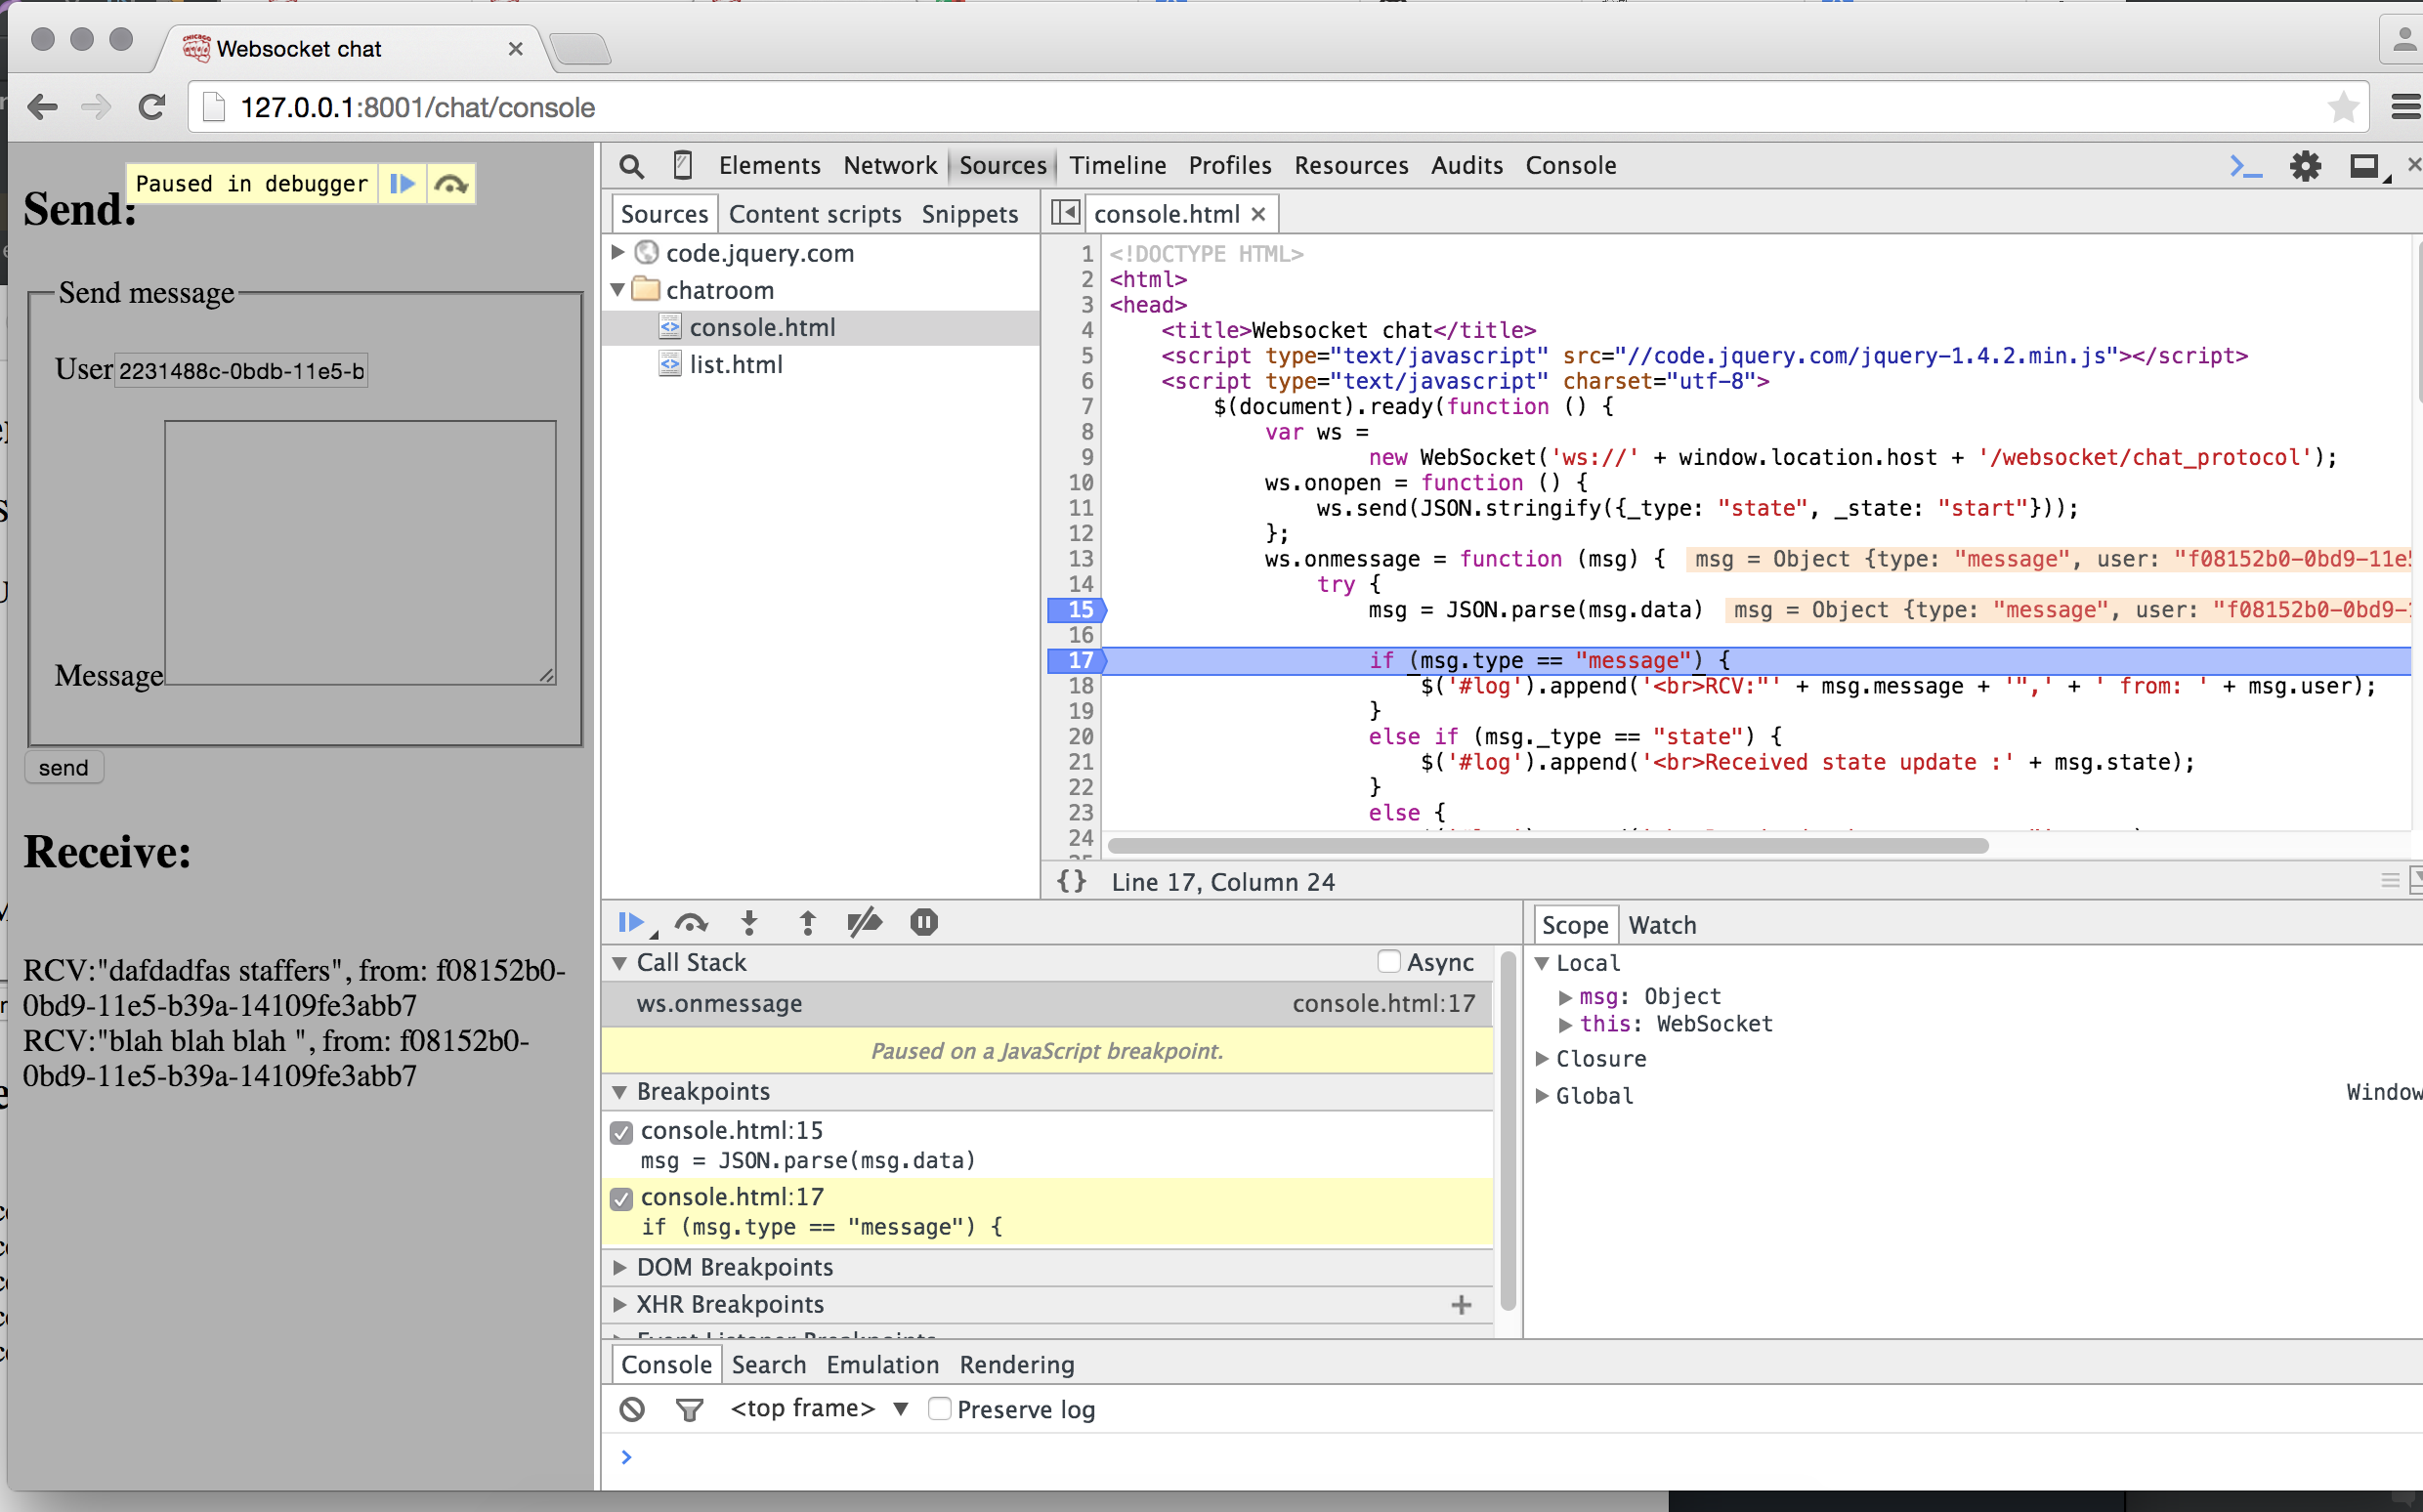 Websocket chat
127.0.0.1:8001/chat/console
Paused in debugger
Send:
Send message
User 2231488c-0bdb-11e5-b
Message
send
Receive:
RCV:"dafdadfas staffers", from: f08152b0-
0bd9-11e5-b39a-14109fe3abb7
RCV:"blah blah blah ", from: f08152b0-
0bd9-11e5-b39a-14109fe3abb7
Elements Network Sources Timeline Profiles Resources Audits Console
Sources Content scripts Snippets
code.jquery.com
chatroom
console.html
list.html
console.html
1 <!DOCTYPE HTML>
2 <html>
3 <head>
4 <title>Websocket chat</title>
5 <script type="text/javascript" src="//code.jquery.com/jquery-1.4.2.min.js"></script>
6 <script type="text/javascript" charset="utf-8">
7 $(document).ready(function () {
8 var ws =
9 new WebSocket('ws://' + window.location.host + '/websocket/chat_protocol');
10 ws.onopen = function () {
11 ws.send(JSON.stringify({_type: "state", _state: "start"}));
12 };
13 ws.onmessage = function (msg) { msg = Object {type: "message", user: "f08152b0-0bd9-11e5
14 try {
15 msg = JSON.parse(msg.data) msg = Object {type: "message", user: "f08152b0-0bd9-
16
17 if (msg.type == "message") {
18 $('#log').append('<br>RCV:"' + msg.message + '",' + ' from: ' + msg.user);
19 }
20 else if (msg._type == "state") {
21 $('#log').append('<br>Received state update :' + msg.state);
22 }
23 else {
24
{} Line 17, Column 24
Call Stack Async
ws.onmessage console.html:17
Paused on a JavaScript breakpoint.
Breakpoints
console.html:15
msg = JSON.parse(msg.data)
console.html:17
if (msg.type == "message") {
DOM Breakpoints
XHR Breakpoints +
Event Listener Breakpoints
Scope Watch
Local
msg: Object
this: WebSocket
Closure
Global Window
Console Search Emulation Rendering
<top frame> Preserve log